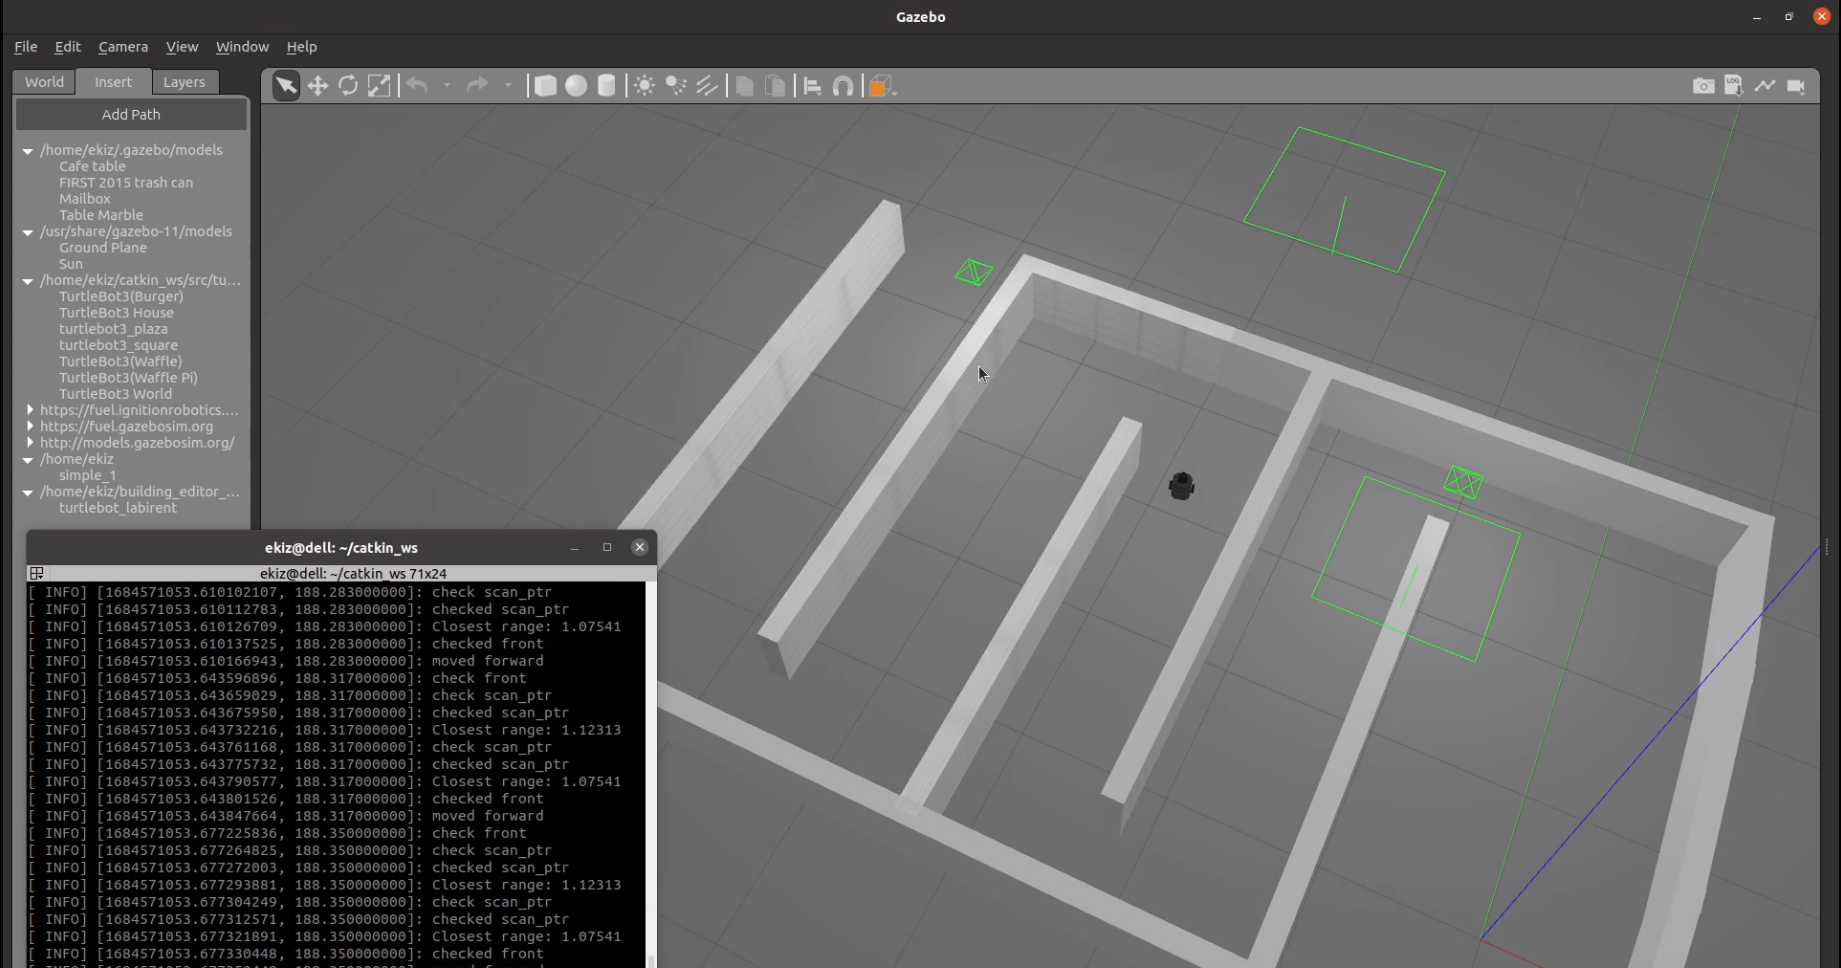 Gazebo
File Edit Camera View Window Help
World Insert Layers
Add Path
/home/ekiz/.gazebo/models
Cafe table
FIRST 2015 trash can
Mailbox
Table Marble
/usr/share/gazebo-11/models
Ground Plane
Sun
/home/ekiz/catkin_ws/src/tu...
TurtleBot3(Burger)
TurtleBot3 House
turtlebot3_plaza
turtlebot3_square
TurtleBot3(Waffle)
TurtleBot3(Waffle Pi)
TurtleBot3 World
https://fuel.ignitionrobotics....
https://fuel.gazebosim.org
http://models.gazebosim.org/
/home/ekiz
simple_1
/home/ekiz/building_editor_...
turtlebot_labirent
LOG
ekiz@dell: ~/catkin_ws
ekiz@dell: ~/catkin_ws 71x24
[ INFO] [1684571053.610102107, 188.283000000]: check scan_ptr
[ INFO] [1684571053.610112783, 188.283000000]: checked scan_ptr
[ INFO] [1684571053.610126709, 188.283000000]: Closest range: 1.07541
[ INFO] [1684571053.610137525, 188.283000000]: checked front
[ INFO] [1684571053.610166943, 188.283000000]: moved forward
[ INFO] [1684571053.643596896, 188.317000000]: check front
[ INFO] [1684571053.643659029, 188.317000000]: check scan_ptr
[ INFO] [1684571053.643675950, 188.317000000]: checked scan_ptr
[ INFO] [1684571053.643732216, 188.317000000]: Closest range: 1.12313
[ INFO] [1684571053.643761168, 188.317000000]: check scan_ptr
[ INFO] [1684571053.643775732, 188.317000000]: checked scan_ptr
[ INFO] [1684571053.643790577, 188.317000000]: Closest range: 1.07541
[ INFO] [1684571053.643801526, 188.317000000]: checked front
[ INFO] [1684571053.643847664, 188.317000000]: moved forward
[ INFO] [1684571053.677225836, 188.350000000]: check front
[ INFO] [1684571053.677264825, 188.350000000]: check scan_ptr
[ INFO] [1684571053.677272003, 188.350000000]: checked scan_ptr
[ INFO] [1684571053.677293881, 188.350000000]: Closest range: 1.12313
[ INFO] [1684571053.677304249, 188.350000000]: check scan_ptr
[ INFO] [1684571053.677312571, 188.350000000]: checked scan_ptr
[ INFO] [1684571053.677321891, 188.350000000]: Closest range: 1.07541
[ INFO] [1684571053.677330448, 188.350000000]: checked front